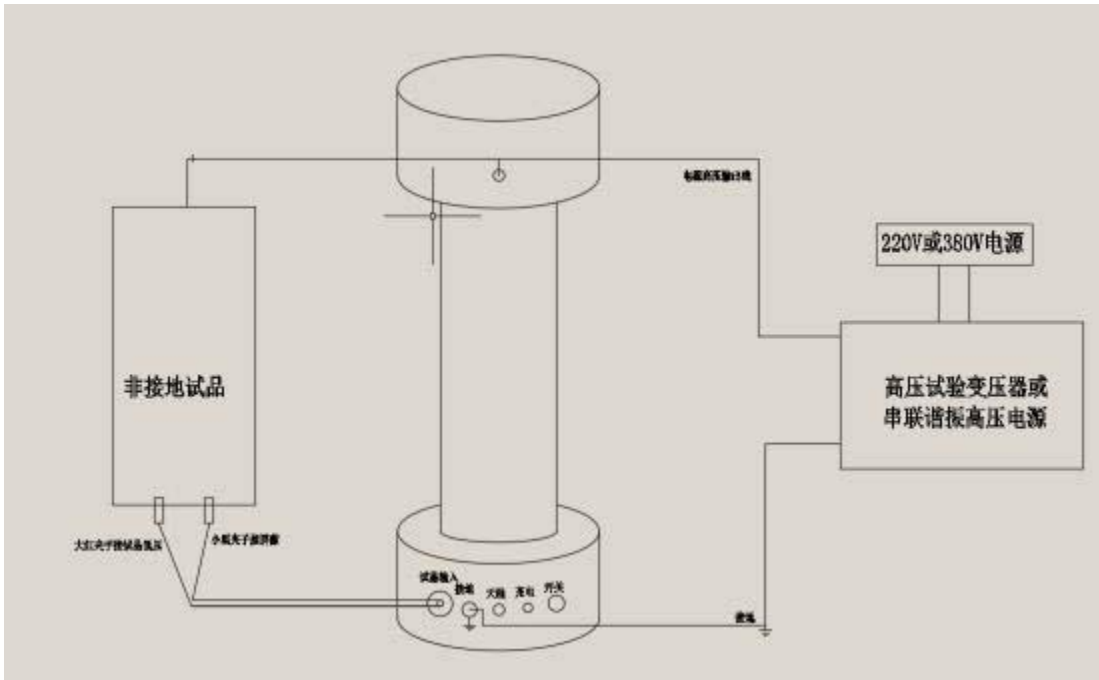 电源高压输出线
220V或380V电源
非接地试品
高压试验变压器或
串联谐振高压电源
大红夹子接试品低压
小黑夹子接屏蔽
试品输入
接地
天线
充电
开关
接地